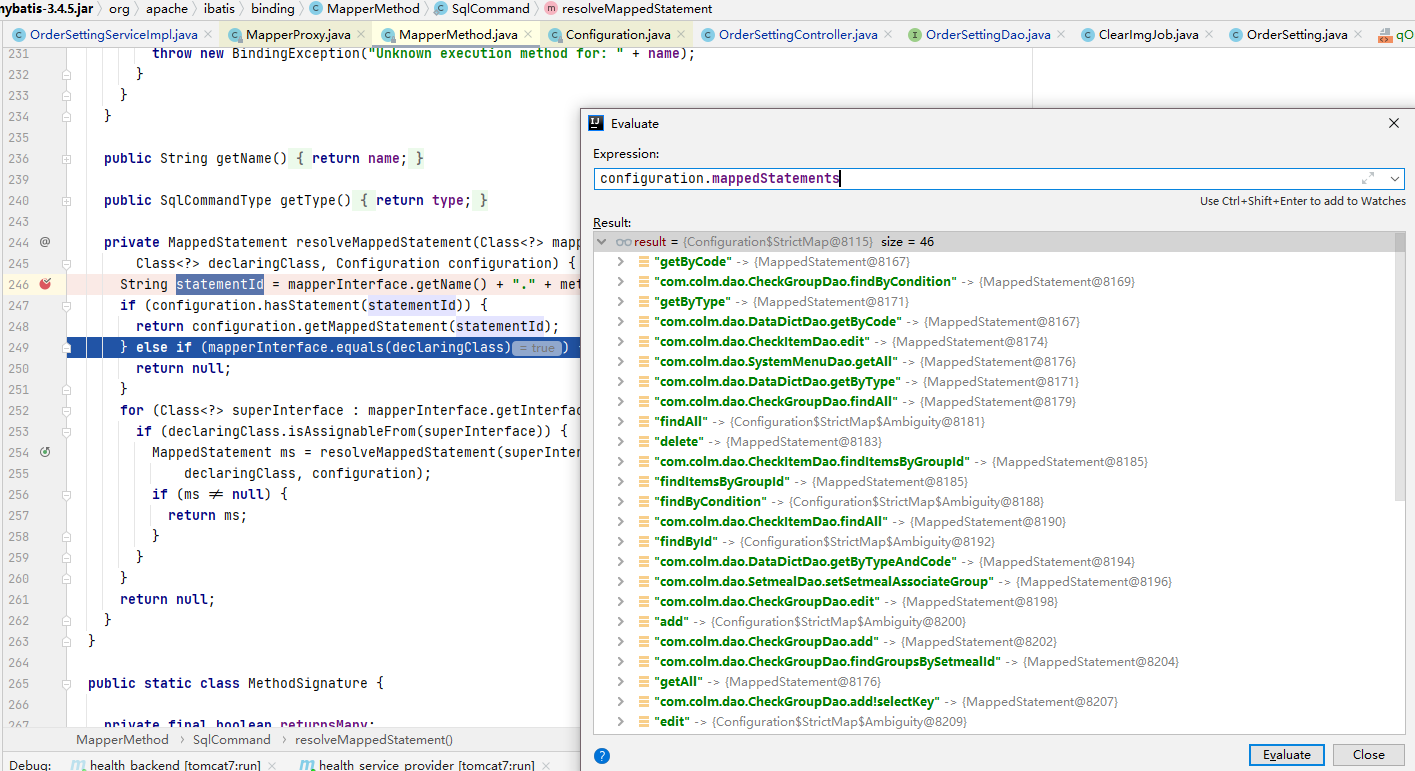 mybatis-3.4.5.jar › org › apache › ibatis › binding › MapperMethod › SqlCommand › resolveMappedStatement
OrderSettingServiceImpl.java × MapperProxy.java × MapperMethod.java × Configuration.java × OrderSettingController.java × OrderSettingDao.java × ClearImgJob.java × OrderSetting.java × qO
231 throw new BindingException("Unknown execution method for: " + name);
232 }
233 }
234 }
235
236 public String getName() { return name; }
239
240 public SqlCommandType getType() { return type; }
243
244 @ private MappedStatement resolveMappedStatement(Class<?> mapp
245 Class<?> declaringClass, Configuration configuration) {
246 String statementId = mapperInterface.getName() + "." + met
247 if (configuration.hasStatement(statementId)) {
248 return configuration.getMappedStatement(statementId);
249 } else if (mapperInterface.equals(declaringClass) = true )
250 return null;
251 }
252 for (Class<?> superInterface : mapperInterface.getInterfac
253 if (declaringClass.isAssignableFrom(superInterface)) {
254 MappedStatement ms = resolveMappedStatement(superInter
255 declaringClass, configuration);
256 if (ms ≠ null) {
257 return ms;
258 }
259 }
260 }
261 return null;
262 }
263 }
264
265 public static class MethodSignature {
266
267 private final boolean returnsMany;
MapperMethod › SqlCommand › resolveMappedStatement()
Debug: health_backend [tomcat7:run] × health_service_provider [tomcat7:run] ×
Evaluate
Expression:
configuration.mappedStatements
Use Ctrl+Shift+Enter to add to Watches
Result:
result = {Configuration$StrictMap@8115} size = 46
"getByCode" -> {MappedStatement@8167}
"com.colm.dao.CheckGroupDao.findByCondition" -> {MappedStatement@8169}
"getByType" -> {MappedStatement@8171}
"com.colm.dao.DataDictDao.getByCode" -> {MappedStatement@8167}
"com.colm.dao.CheckItemDao.edit" -> {MappedStatement@8174}
"com.colm.dao.SystemMenuDao.getAll" -> {MappedStatement@8176}
"com.colm.dao.DataDictDao.getByType" -> {MappedStatement@8171}
"com.colm.dao.CheckGroupDao.findAll" -> {MappedStatement@8179}
"findAll" -> {Configuration$StrictMap$Ambiguity@8181}
"delete" -> {MappedStatement@8183}
"com.colm.dao.CheckItemDao.findItemsByGroupId" -> {MappedStatement@8185}
"findItemsByGroupId" -> {MappedStatement@8185}
"findByCondition" -> {Configuration$StrictMap$Ambiguity@8188}
"com.colm.dao.CheckItemDao.findAll" -> {MappedStatement@8190}
"findById" -> {Configuration$StrictMap$Ambiguity@8192}
"com.colm.dao.DataDictDao.getByTypeAndCode" -> {MappedStatement@8194}
"com.colm.dao.SetmealDao.setSetmealAssociateGroup" -> {MappedStatement@8196}
"com.colm.dao.CheckGroupDao.edit" -> {MappedStatement@8198}
"add" -> {Configuration$StrictMap$Ambiguity@8200}
"com.colm.dao.CheckGroupDao.add" -> {MappedStatement@8202}
"com.colm.dao.CheckGroupDao.findGroupsBySetmealId" -> {MappedStatement@8204}
"getAll" -> {MappedStatement@8176}
"com.colm.dao.CheckGroupDao.add!selectKey" -> {MappedStatement@8207}
"edit" -> {Configuration$StrictMap$Ambiguity@8209}
? Evaluate Close